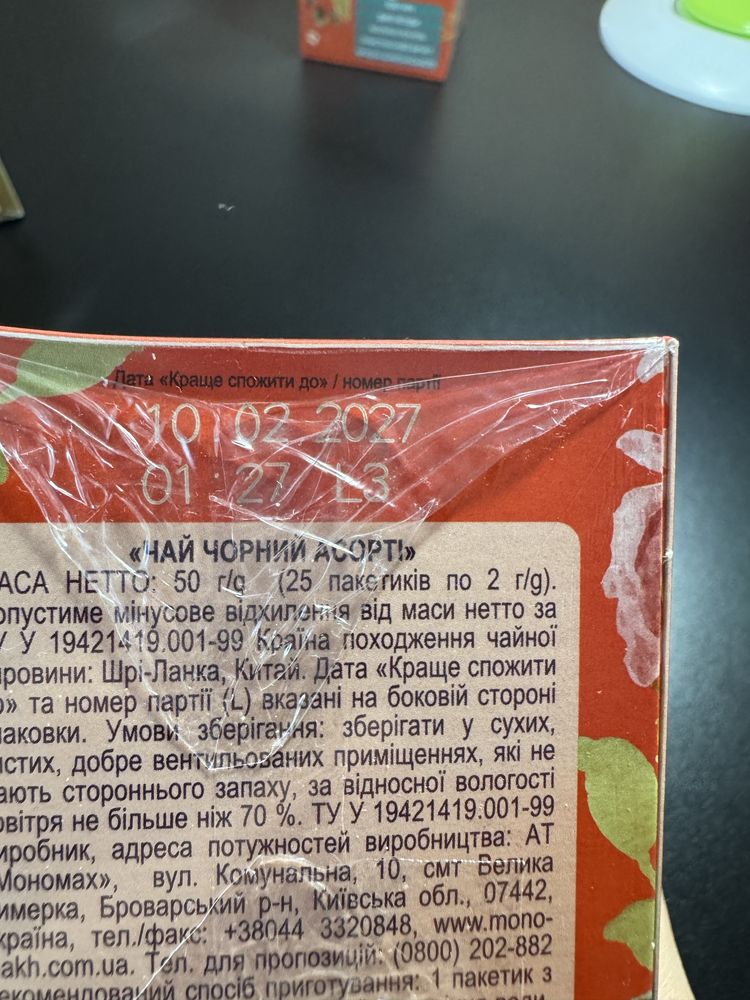 Дата «Краще спожити до» / номер партії
10 02 2027
01 27 L3
«НАЙ ЧОРНИЙ АСОРТІ»
АСА НЕТТО: 50 г/g (25 пакетиків по 2 г/g).
опустиме мінусове відхилення від маси нетто за
У У 19421419.001-99 Країна походження чайної
ровини: Шрі-Ланка, Китай. Дата «Краще спожити
о» та номер партії (L) вказані на боковій стороні
паковки. Умови зберігання: зберігати у сухих,
истих, добре вентильованих приміщеннях, які не
ають стороннього запаху, за відносної вологості
овітря не більше ніж 70 %. ТУ У 19421419.001-99
иробник, адреса потужностей виробництва: АТ
Мономах», вул. Комунальна, 10, смт Велика
имерка, Броварський р-н, Київська обл., 07442,
країна, тел./факс: +38044 3320848, www.mono-
akh.com.ua. Тел. для пропозицій: (0800) 202-882
екомендований спосіб приготування: 1 пакетик з